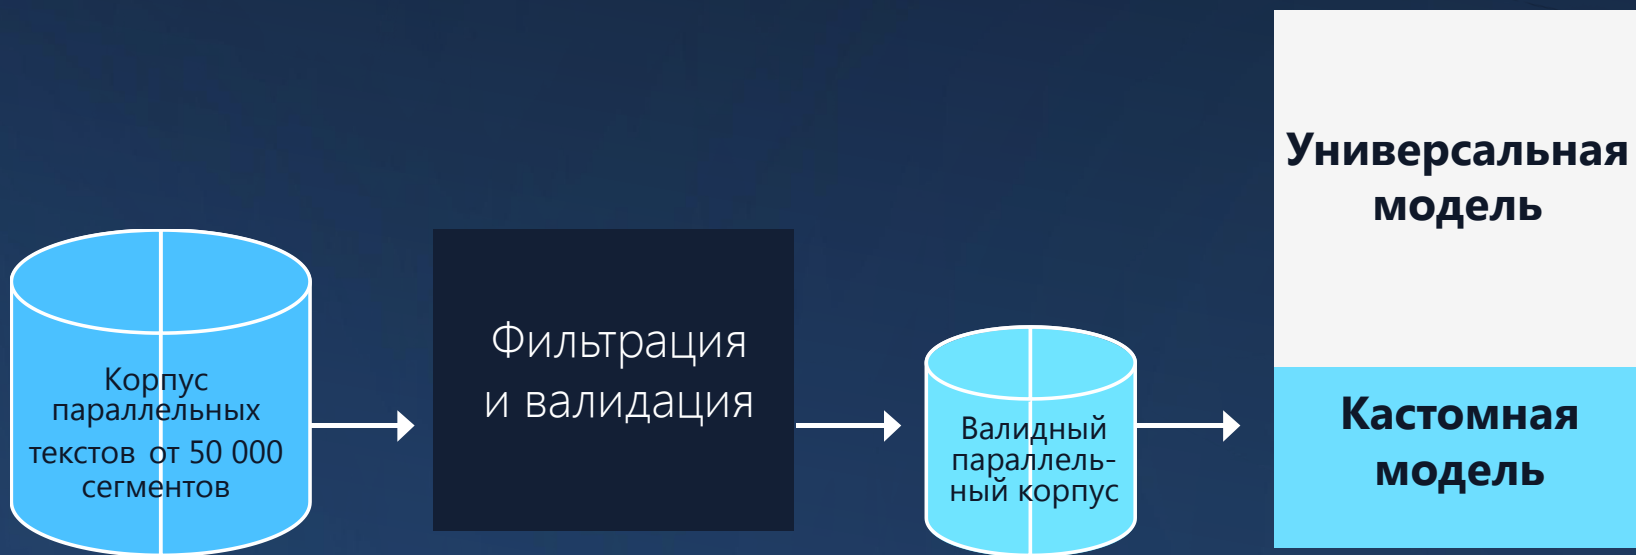 Корпус
параллельных
текстов от 50 000
сегментов
Фильтрация
и валидация
Валидный
параллель-
ный корпус
Универсальная
модель
Кастомная
модель